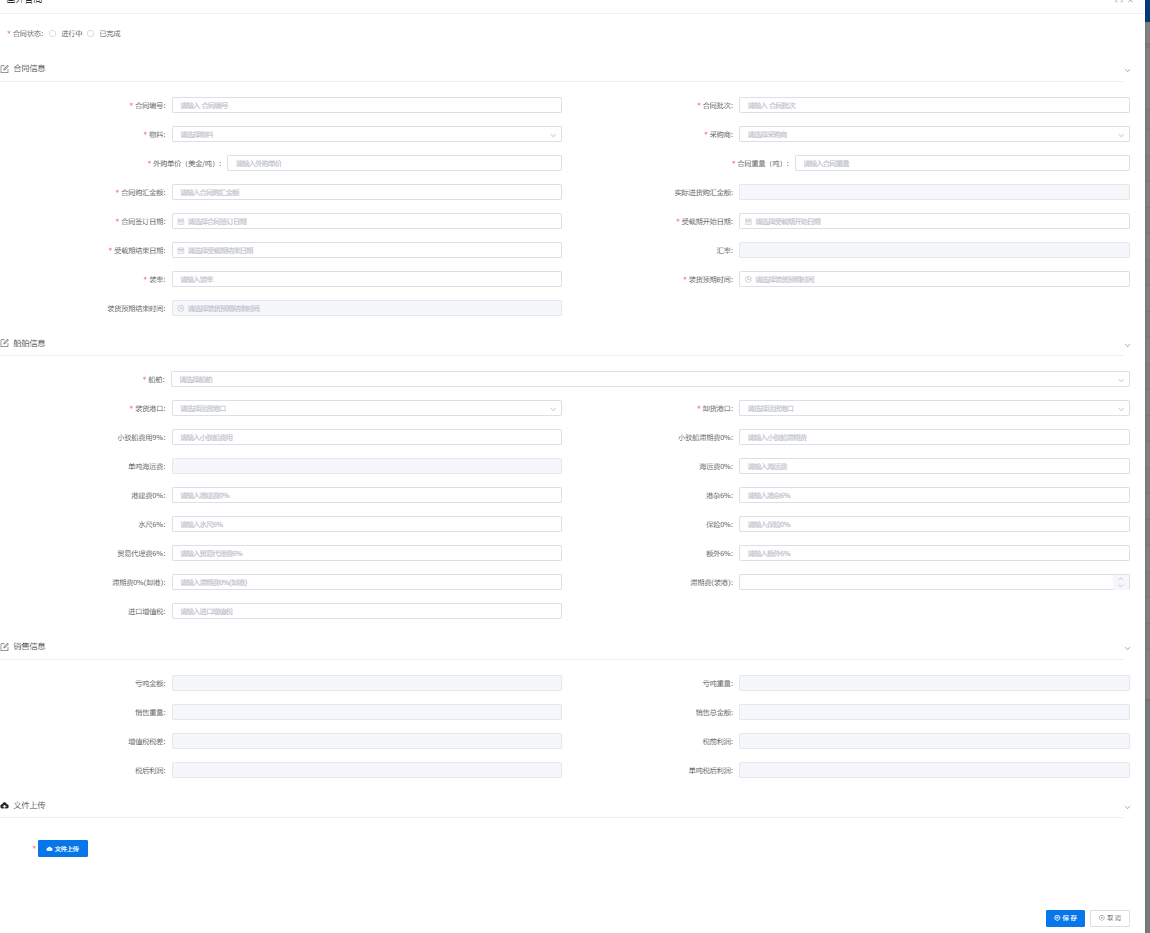 * 合同状态: 进行中 已完成
合同信息
* 合同编号: 请输入 合同编号
* 合同批次: 请输入 合同批次
* 物料: 请选择物料
* 采购商: 请选择采购商
* 外购单价（美金/吨）: 请输入外购单价
* 合同重量（吨）: 请输入合同重量
* 合同购汇金额: 请输入合同购汇金额
实际进货购汇金额:
* 合同签订日期: 请选择合同签订日期
* 受载期开始日期: 请选择受载期开始日期
* 受载期结束日期: 请选择受载期结束日期
汇率:
* 装率: 请输入装率
* 装货预期时间: 请选择装货预期时间
装货预期结束时间: 请选择装货预期结束时间
船舶信息
* 船舶: 请选择船舶
* 装货港口: 请选择运货港口
* 卸货港口: 请选择运货港口
小驳船费用9%: 请输入小驳船费用
小驳船滞期费0%: 请输入小驳船滞期费
单吨海运费:
海运费0%: 请输入海运费
港建费0%: 请输入港建费0%
港杂6%: 请输入港杂6%
水尺6%: 请输入水尺6%
保险0%: 请输入保险0%
贸易代理费6%: 请输入贸易代理费6%
额外6%: 请输入额外6%
滞期费0%(卸港): 请输入滞期费0%(卸港)
滞期费(装港):
进口增值税: 请输入进口增值税
销售信息
亏吨金额:
亏吨重量:
销售重量:
销售总金额:
增值税税差:
税前利润:
税后利润:
单吨税后利润:
文件上传
* 文件上传
保存 取消